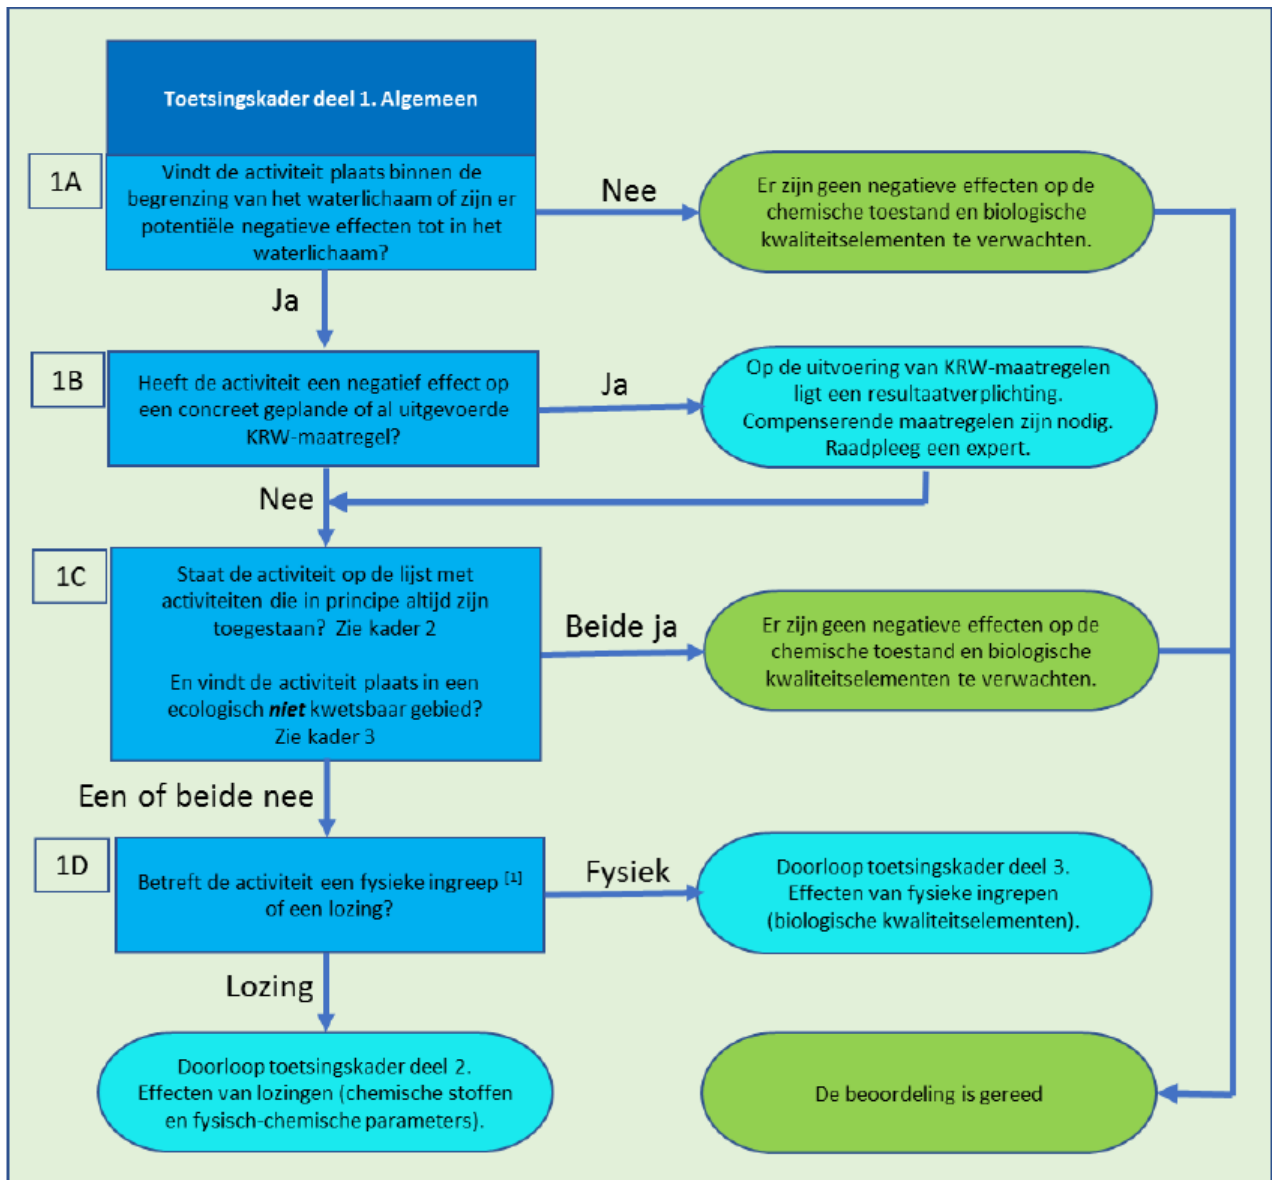 Toetsingskader deel 1. Algemeen
1A
Vindt de activiteit plaats binnen de
begrenzing van het waterlichaam of zijn er
potentiële negatieve effecten tot in het
waterlichaam?
Nee
Er zijn geen negatieve effecten op de
chemische toestand en biologische
kwaliteitselementen te verwachten.
Ja
1B
Heeft de activiteit een negatief effect op
een concreet geplande of al uitgevoerde
KRW-maatregel?
Ja
Op de uitvoering van KRW-maatregelen
ligt een resultaatverplichting.
Compenserende maatregelen zijn nodig.
Raadpleeg een expert.
Nee
1C
Staat de activiteit op de lijst met
activiteiten die in principe altijd zijn
toegestaan? Zie kader 2
En vindt de activiteit plaats in een
ecologisch niet kwetsbaar gebied?
Zie kader 3
Beide ja
Er zijn geen negatieve effecten op de
chemische toestand en biologische
kwaliteitselementen te verwachten.
Een of beide nee
1D
Betreft de activiteit een fysieke ingreep [1]
of een lozing?
Fysiek
Doorloop toetsingskader deel 3.
Effecten van fysieke ingrepen
(biologische kwaliteitselementen).
Lozing
Doorloop toetsingskader deel 2.
Effecten van lozingen (chemische stoffen
en fysisch-chemische parameters).
De beoordeling is gereed